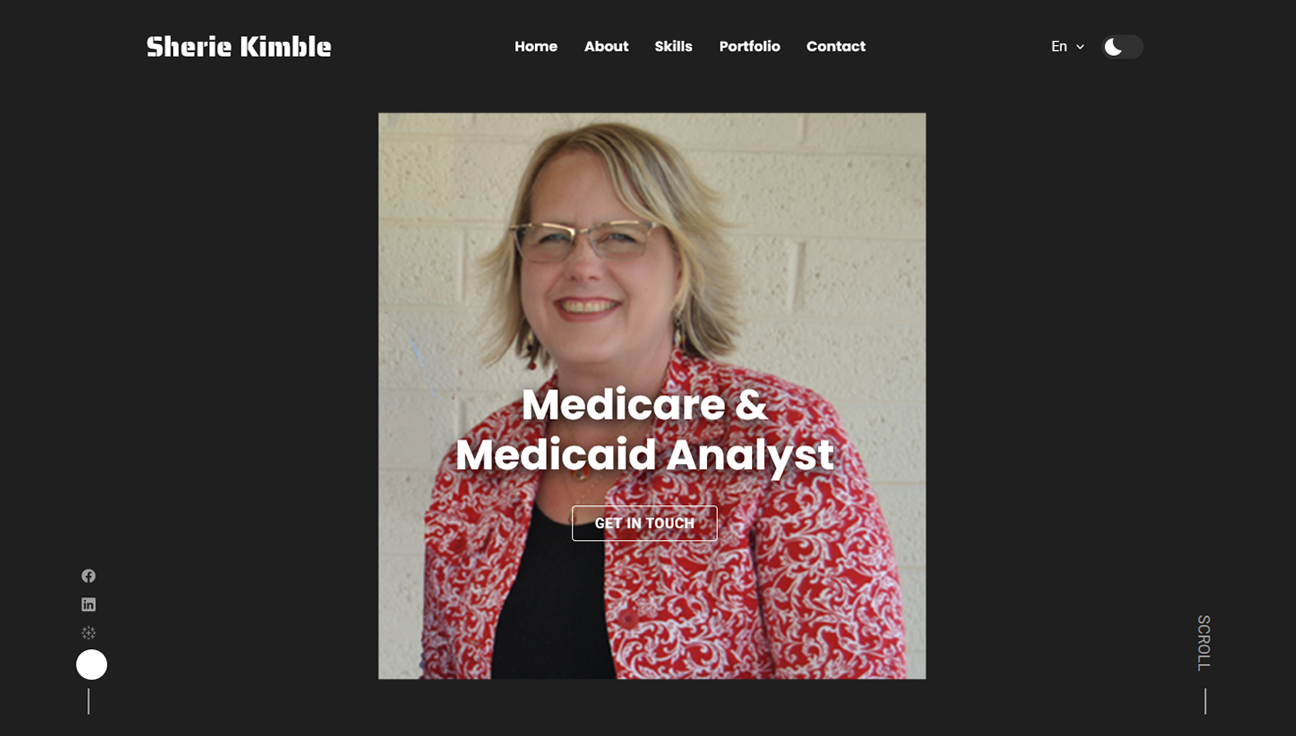 Sherie Kimble
Home About Skills Portfolio Contact
En
Medicare &
Medicaid Analyst
GET IN TOUCH
SCROLL